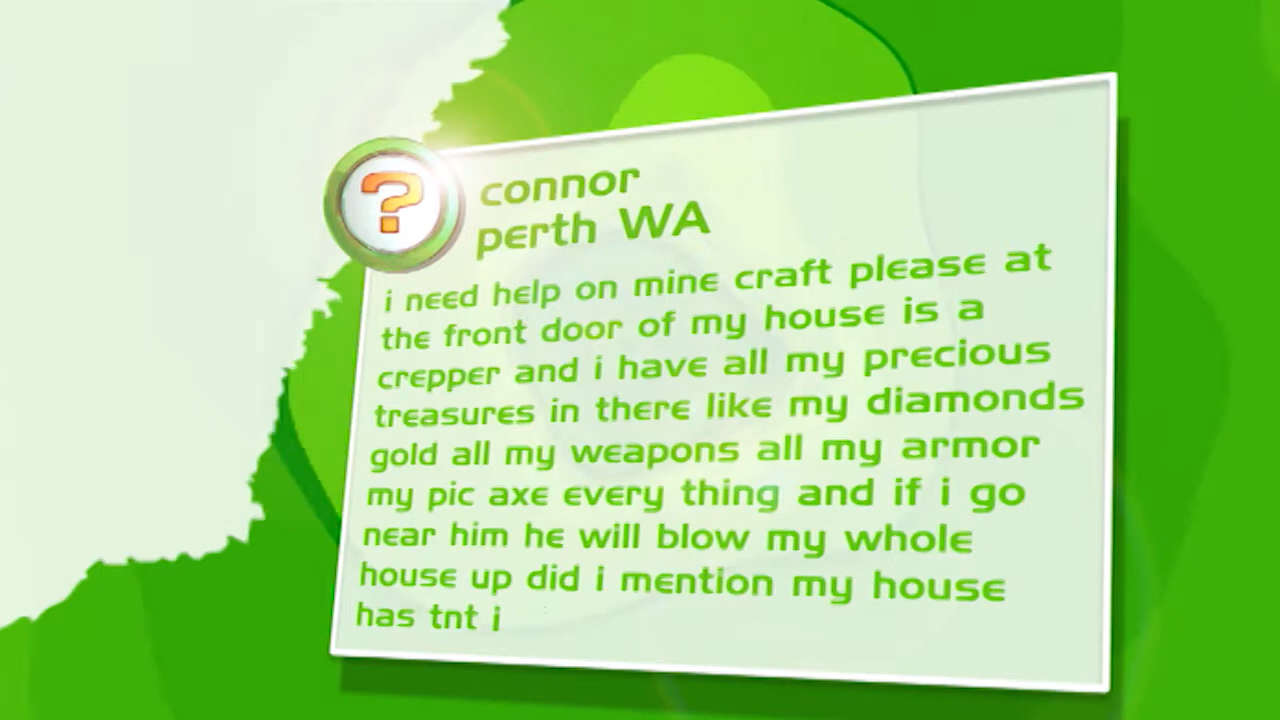 ?
connor
perth WA
i need help on mine craft please at
the front door of my house is a
crepper and i have all my precious
treasures in there like my diamonds
gold all my weapons all my armor
my pic axe every thing and if i go
near him he will blow my whole
house up did i mention my house
has tnt i